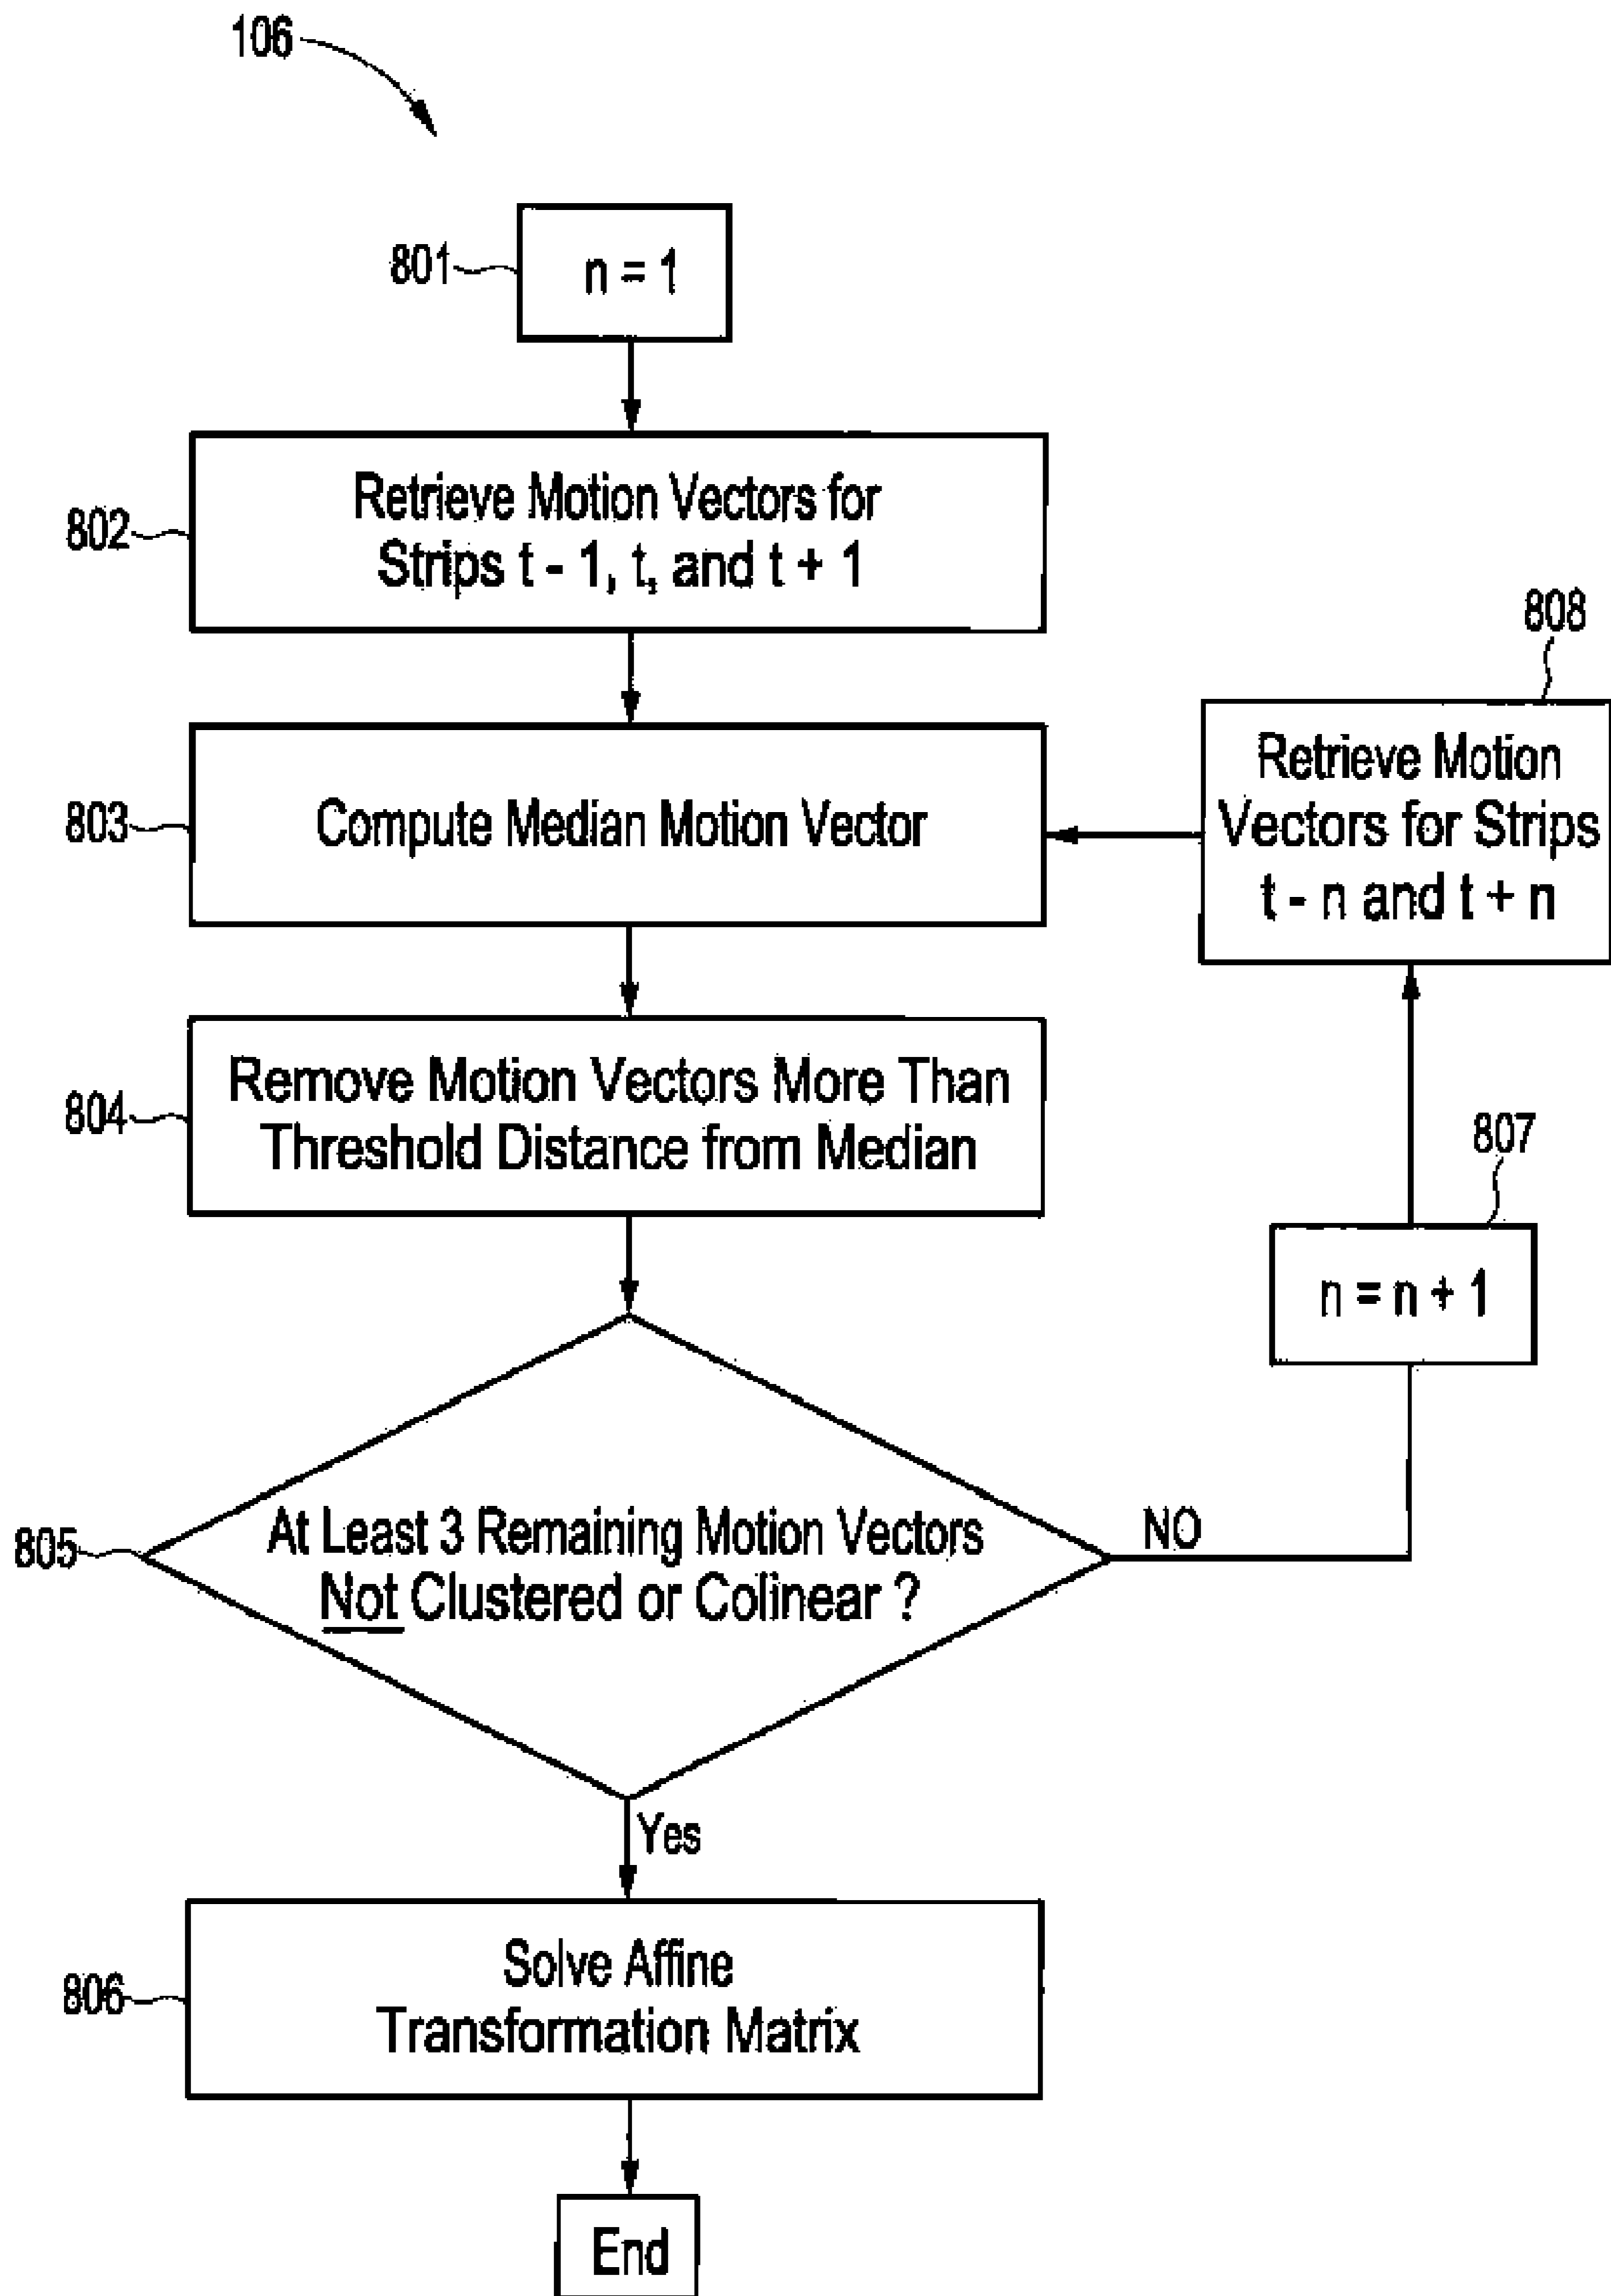 106
801
n = 1
802
Retrieve Motion Vectors for
Strips t - 1, t, and t + 1
803
Compute Median Motion Vector
808
Retrieve Motion
Vectors for Strips
t - n and t + n
804
Remove Motion Vectors More Than
Threshold Distance from Median
807
n = n + 1
805
At Least 3 Remaining Motion Vectors
Not Clustered or Colinear ?
NO
Yes
806
Solve Affine
Transformation Matrix
End